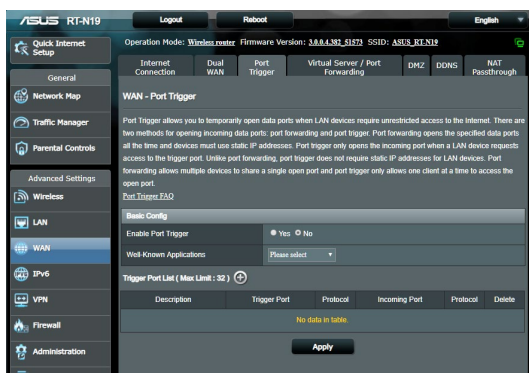 ASUS RT-N19
Logout
Reboot
English
Quick Internet Setup
Operation Mode: Wireless router Firmware Version: 3.0.0.4.382_51573 SSID: ASUS_RT-N19
Internet Connection
Dual WAN
Port Trigger
Virtual Server / Port Forwarding
DMZ
DDNS
NAT Passthrough
General
Network Map
Traffic Manager
Parental Controls
Advanced Settings
Wireless
LAN
WAN
IPv6
VPN
Firewall
Administration
WAN - Port Trigger
Port Trigger allows you to temporarily open data ports when LAN devices require unrestricted access to the Internet. There are
two methods for opening incoming data ports: port forwarding and port trigger. Port forwarding opens the specified data ports
all the time and devices must use static IP addresses. Port trigger only opens the incoming port when a LAN device requests
access to the trigger port. Unlike port forwarding, port trigger does not require static IP addresses for LAN devices. Port
forwarding allows multiple devices to share a single open port and port trigger only allows one client at a time to access the
open port.
Port Trigger FAQ
Basic Config
Enable Port Trigger
Yes No
Well-Known Applications
Please select
Trigger Port List ( Max Limit : 32 )
Description Trigger Port Protocol Incoming Port Protocol Delete
No data in table.
Apply